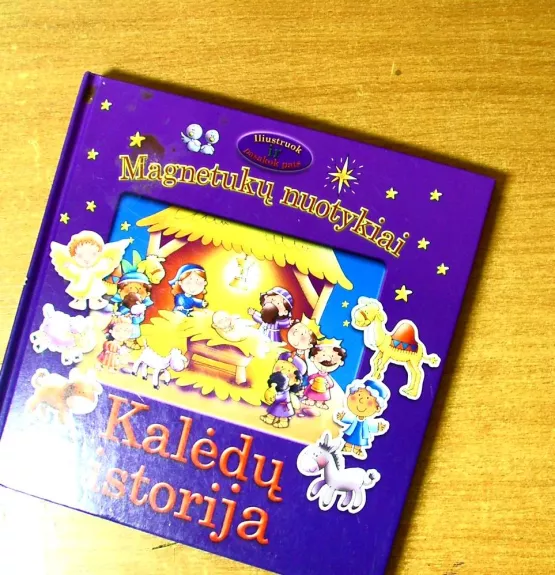 Iliustruok
ir
pasakok pats
Magnetukų nuotykiai
Kalėdų
istorija